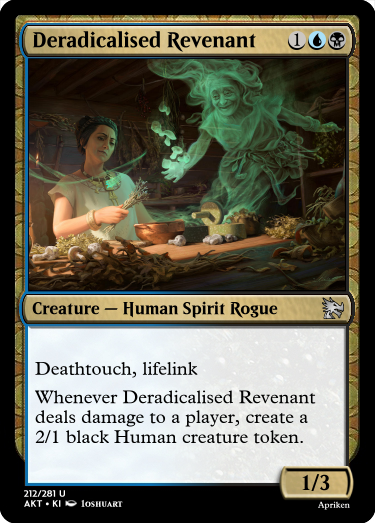 Deradicalised Revenant 1
Creature — Human Spirit Rogue
Deathtouch, lifelink
Whenever Deradicalised Revenant
deals damage to a player, create a
2/1 black Human creature token.
1/3
212/281 U
AKT • KI Ioshuart
Apriken